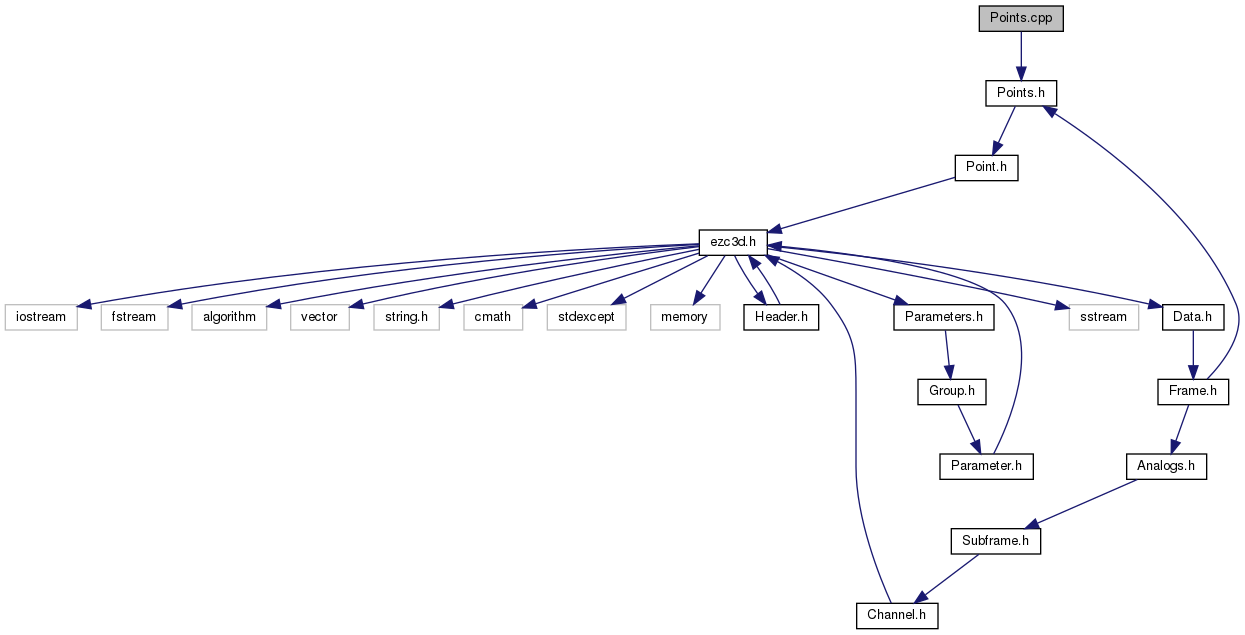 Points.cpp
Points.h
Point.h
ezc3d.h
iostream
fstream
algorithm
vector
string.h
cmath
stdexcept
memory
Header.h
Parameters.h
sstream
Data.h
Group.h
Frame.h
Parameter.h
Analogs.h
Subframe.h
Channel.h